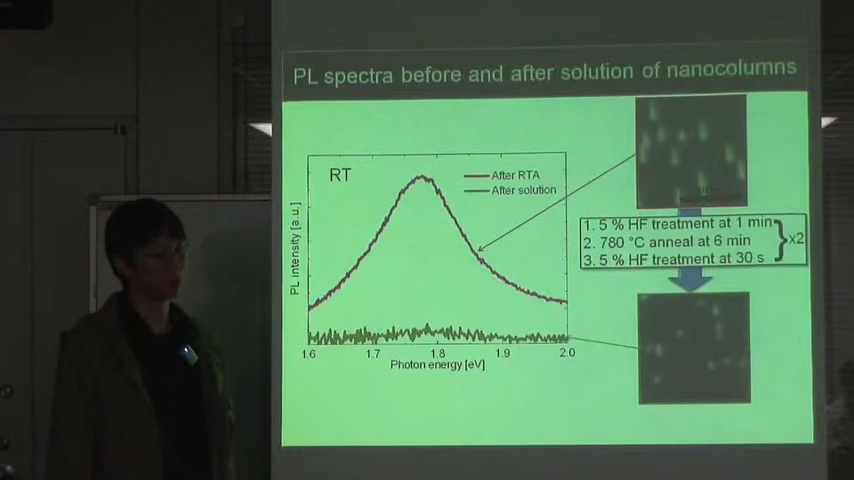 PL spectra before and after solution of nanocolumns
RT
After RTA
After solution
PL intensity [a.u.]
1.6 1.7 1.8 1.9 2.0
Photon energy [eV]
1. 5 % HF treatment at 1 min
2. 780 °C anneal at 6 min
3. 5 % HF treatment at 30 s
x2